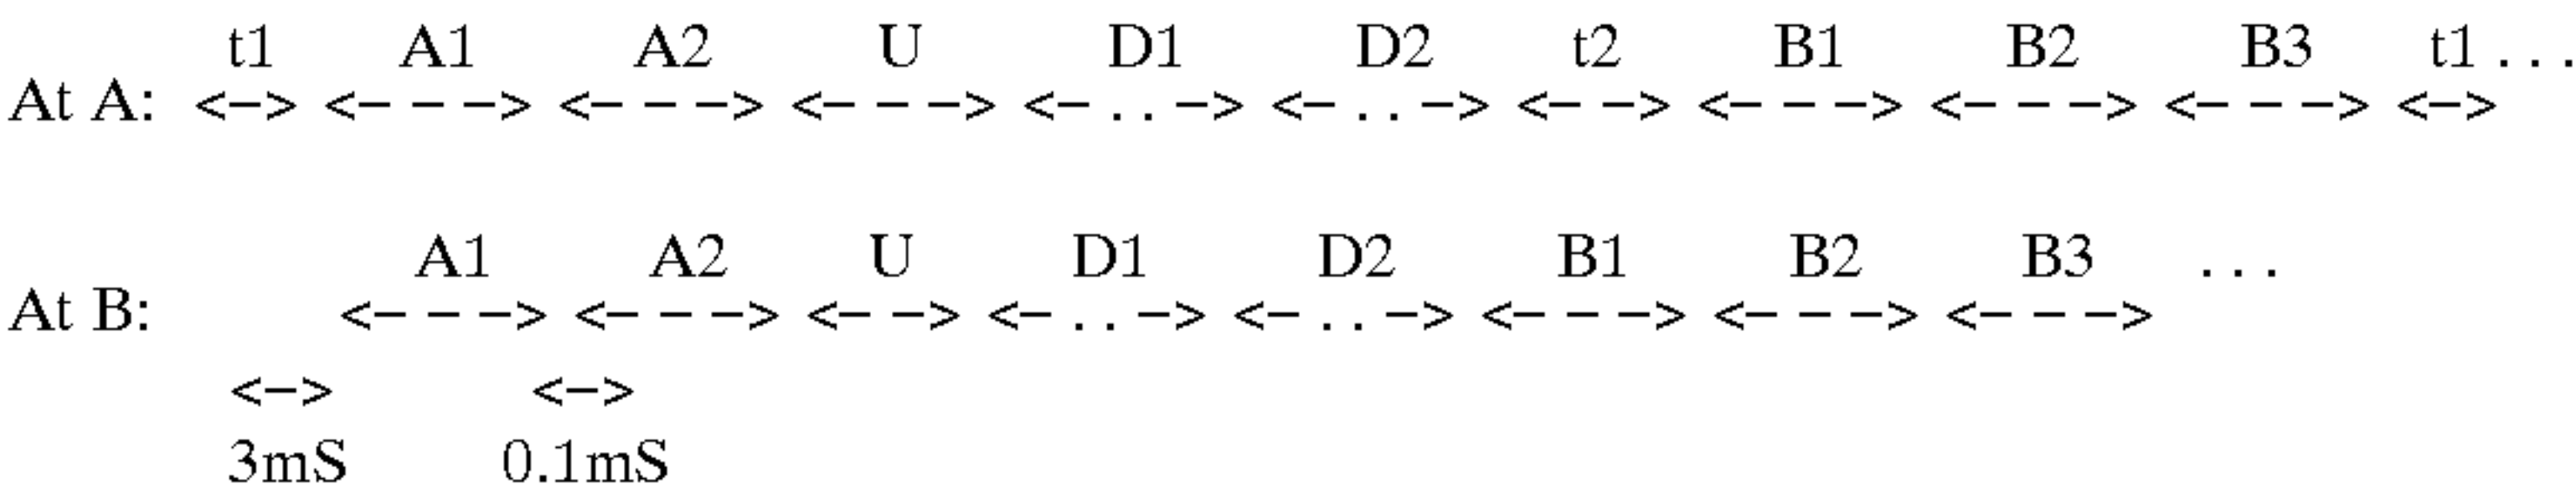 t1 A1 A2 U D1 D2 t2 B1 B2 B3 t1 . . .
At A: <-> <- - -> <- - -> <- - -> <- . . -> <- . . -> <- -> <- - -> <- - -> <- - -> <->
A1 A2 U D1 D2 B1 B2 B3 . . .
At B: <- - -> <- - -> <- -> <- . . -> <- . . -> <- - -> <- - -> <- - ->
<-> <->
3mS 0.1mS